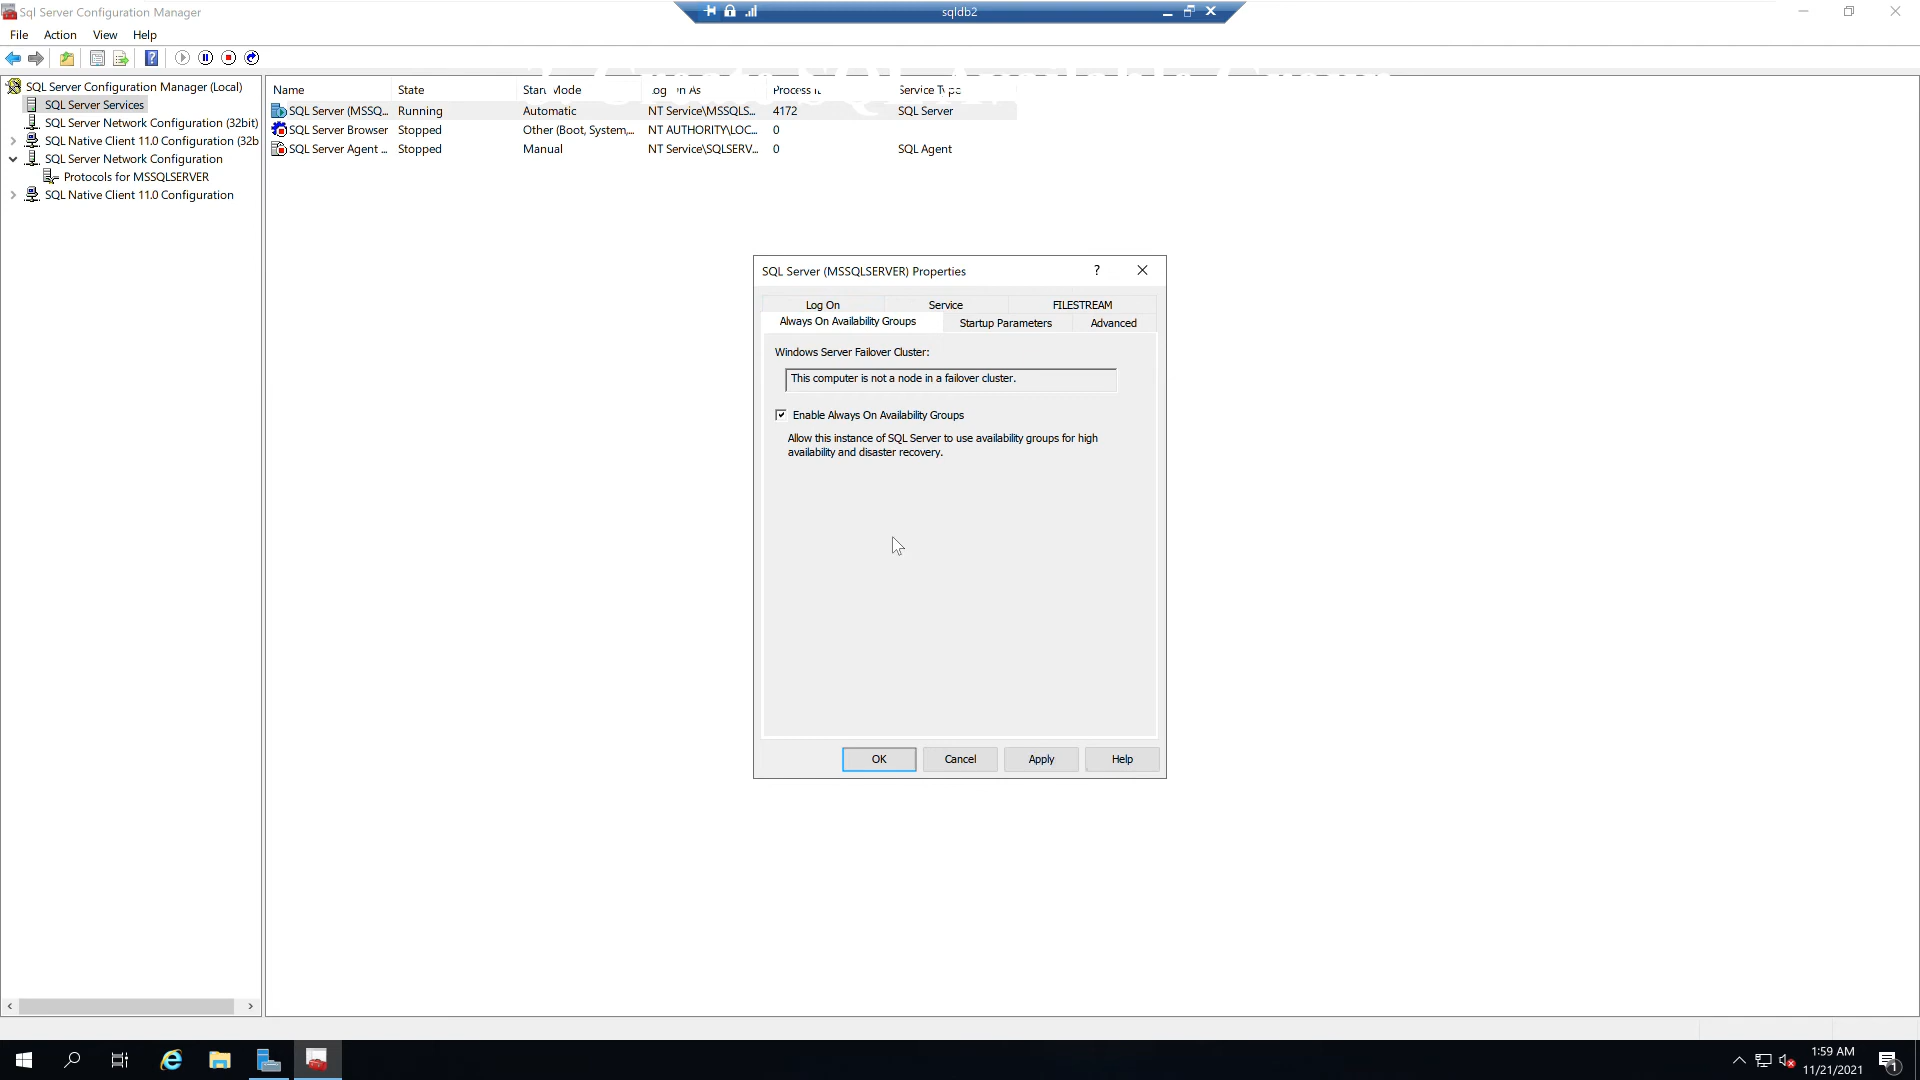 Sql Server Configuration Manager
sqldb2
File Action View Help
SQL Server Configuration Manager (Local)
SQL Server Services
SQL Server Network Configuration (32bit)
SQL Native Client 11.0 Configuration (32b
SQL Server Network Configuration
Protocols for MSSQLSERVER
SQL Native Client 11.0 Configuration
Name State Mode As Process
SQL Server (MSSQ... Running Automatic NT Service\MSSQLS... 4172 SQL Server
SQL Server Browser Stopped Other (Boot, System,... NT AUTHORITY\LOC... 0
SQL Server Agent ... Stopped Manual NT Service\SQLSERV... 0 SQL Agent
SQL Server (MSSQLSERVER) Properties
?
Log On Service FILESTREAM
Always On Availability Groups Startup Parameters Advanced
Windows Server Failover Cluster:
This computer is not a node in a failover cluster.
Enable Always On Availability Groups
Allow this instance of SQL Server to use availability groups for high
availability and disaster recovery.
OK Cancel Apply Help
1:59 AM
11/21/2021
1